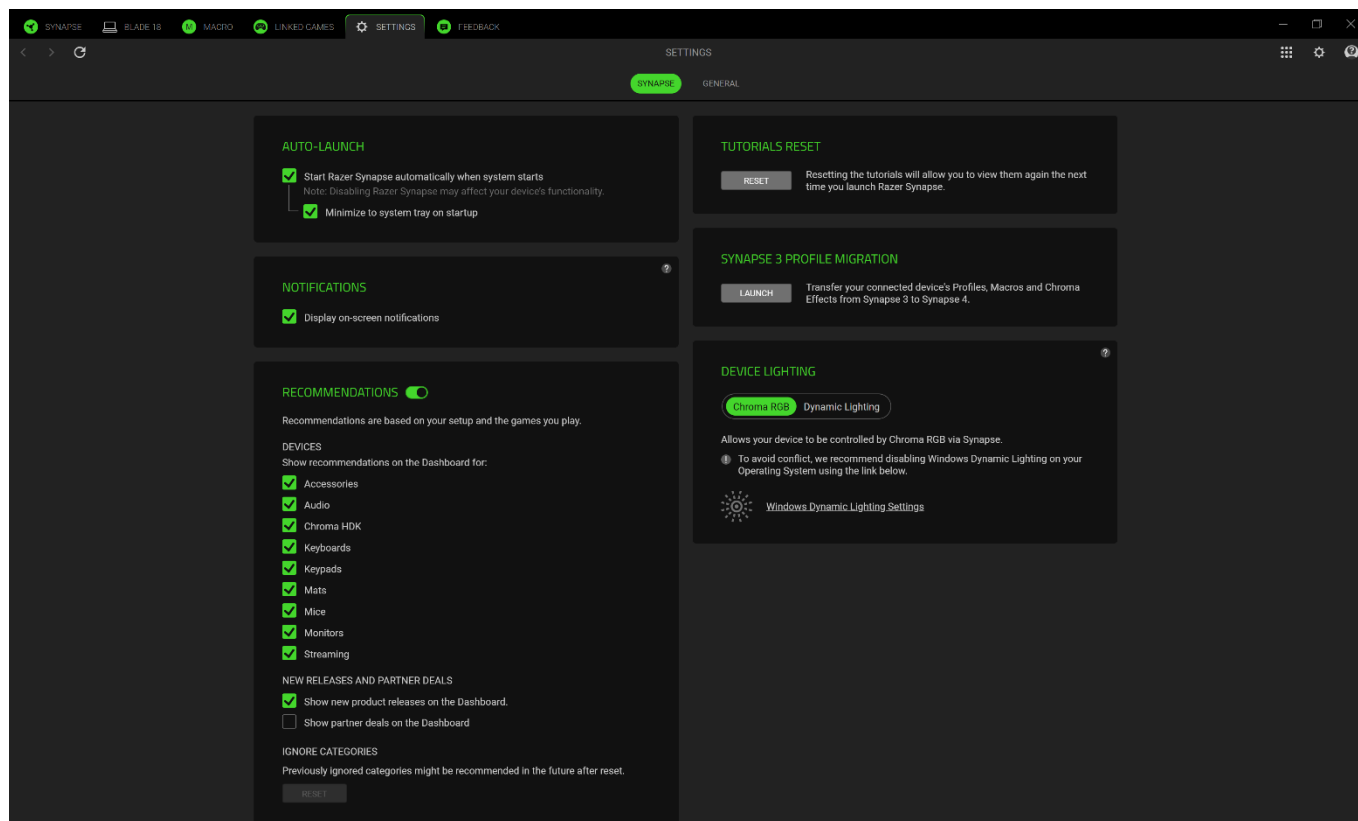 SYNAPSE
BLADE 18
M
MACRO
LINKED GAMES
SETTINGS
FEEDBACK
SETTINGS
SYNAPSE
GENERAL
AUTO-LAUNCH
Start Razer Synapse automatically when system starts
Note: Disabling Razer Synapse may affect your device's functionality.
Minimize to system tray on startup
NOTIFICATIONS
Display on-screen notifications
RECOMMENDATIONS
Recommendations are based on your setup and the games you play.
DEVICES
Show recommendations on the Dashboard for:
Accessories
Audio
Chroma HDK
Keyboards
Keypads
Mats
Mice
Monitors
Streaming
NEW RELEASES AND PARTNER DEALS
Show new product releases on the Dashboard.
Show partner deals on the Dashboard
IGNORE CATEGORIES
Previously ignored categories might be recommended in the future after reset.
RESET
TUTORIALS RESET
RESET
Resetting the tutorials will allow you to view them again the next
time you launch Razer Synapse.
SYNAPSE 3 PROFILE MIGRATION
LAUNCH
Transfer your connected device's Profiles, Macros and Chroma
Effects from Synapse 3 to Synapse 4.
DEVICE LIGHTING
Chroma RGB
Dynamic Lighting
Allows your device to be controlled by Chroma RGB via Synapse.
To avoid conflict, we recommend disabling Windows Dynamic Lighting on your
Operating System using the link below.
Windows Dynamic Lighting Settings